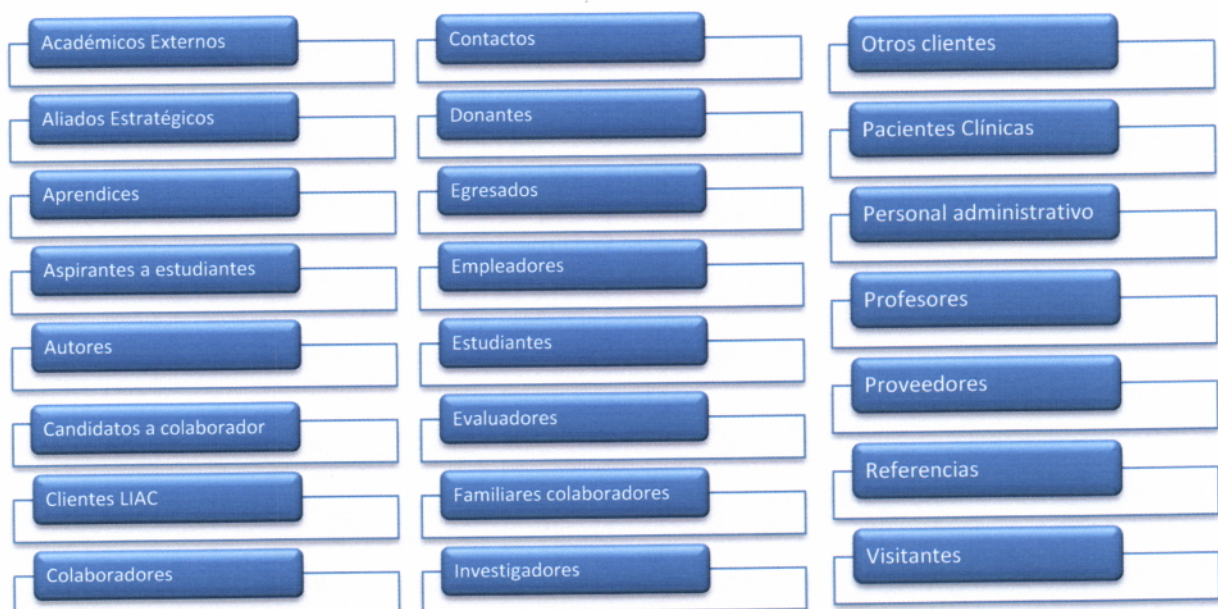 Académicos Externos
Aliados Estratégicos
Aprendices
Aspirantes a estudiantes
Autores
Candidatos a colaborador
Clientes LIAC
Colaboradores
Contactos
Donantes
Egresados
Empleadores
Estudiantes
Evaluadores
Familiares colaboradores
Investigadores
Otros clientes
Pacientes Clínicas
Personal administrativo
Profesores
Proveedores
Referencias
Visitantes